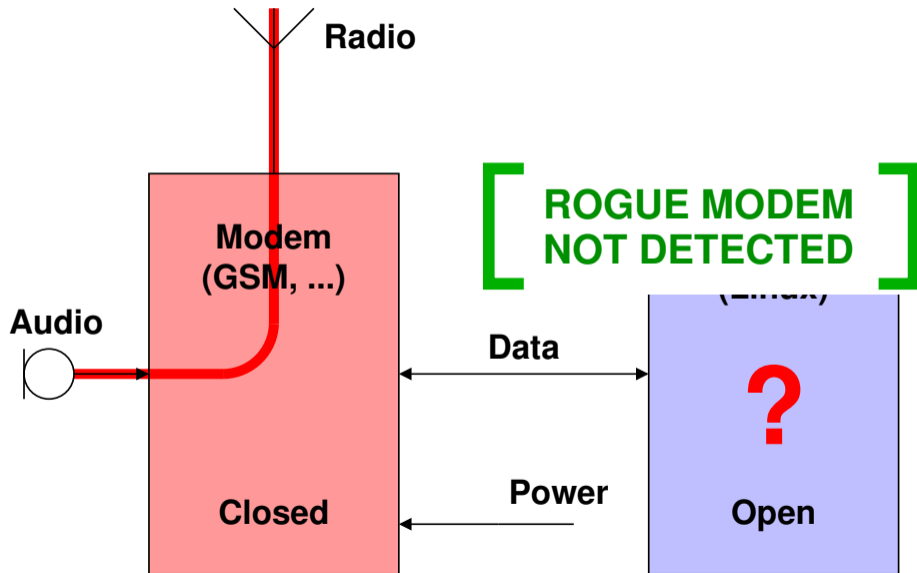 Radio
ROGUE MODEM
NOT DETECTED
Modem
(GSM, ...)
Audio
Data
?
Power
Closed
Open